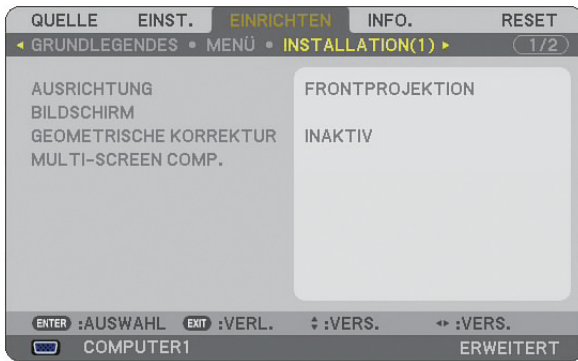 QUELLE EINST. EINRICHTEN INFO. RESET
GRUNDLEGENDES • MENÜ • INSTALLATION(1) 1/2
AUSRICHTUNG FRONTPROJEKTION
BILDSCHIRM
GEOMETRISCHE KORREKTUR INAKTIV
MULTI-SCREEN COMP.
ENTER :AUSWAHL EXIT :VERL. :VERS. :VERS.
COMPUTER1 ERWEITERT